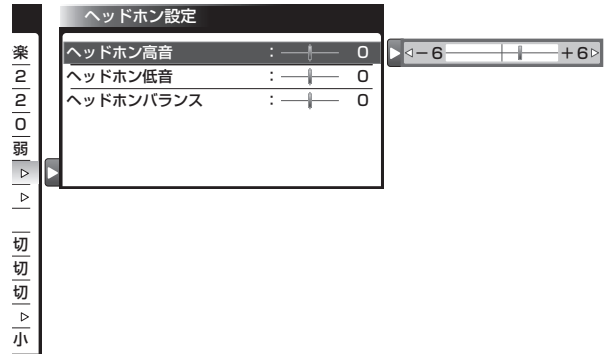 ヘッドホン設定
ヘッドホン高音 : 0
ヘッドホン低音 : 0
ヘッドホンバランス : 0
−6 +6
楽
2
2
0
弱
切
切
切
小